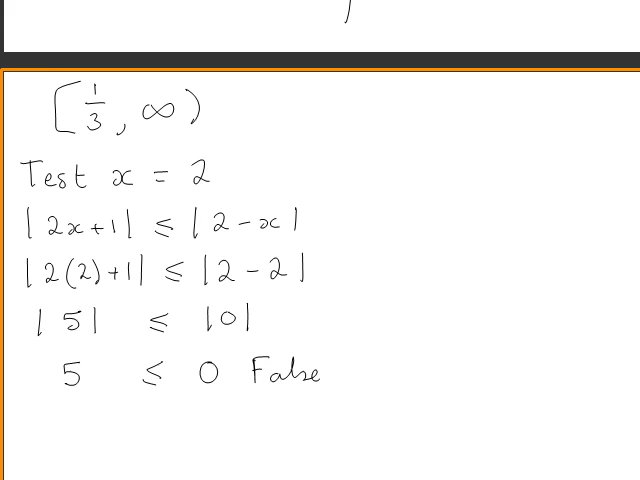 [1/3, ∞)
Test x = 2
|2x+1| ≤ |2-x|
|2(2)+1| ≤ |2-2|
|5| ≤ |0|
5 ≤ 0 False